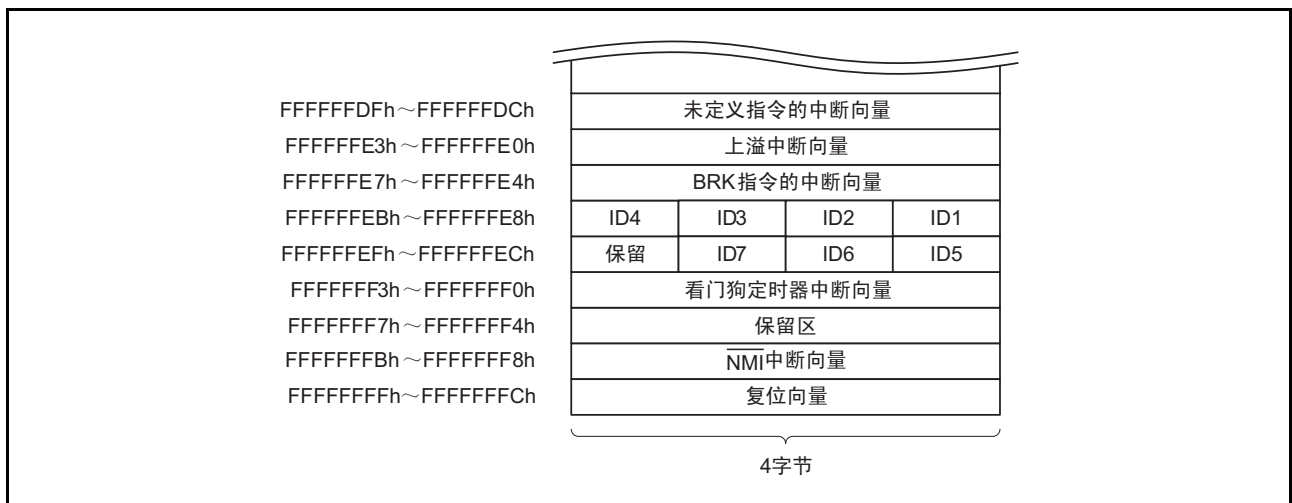 FFFFFFDFh～FFFFFFDCh 未定义指令的中断向量
FFFFFFE3h～FFFFFFE0h 上溢中断向量
FFFFFFE7h～FFFFFFE4h BRK指令的中断向量
FFFFFFEBh～FFFFFFE8h ID4 ID3 ID2 ID1
FFFFFFEFh～FFFFFFECh 保留 ID7 ID6 ID5
FFFFFFF3h～FFFFFFF0h 看门狗定时器中断向量
FFFFFFF7h～FFFFFFF4h 保留区
FFFFFFFBh～FFFFFFF8h NMI中断向量
FFFFFFFFh～FFFFFFFCh 复位向量
4字节